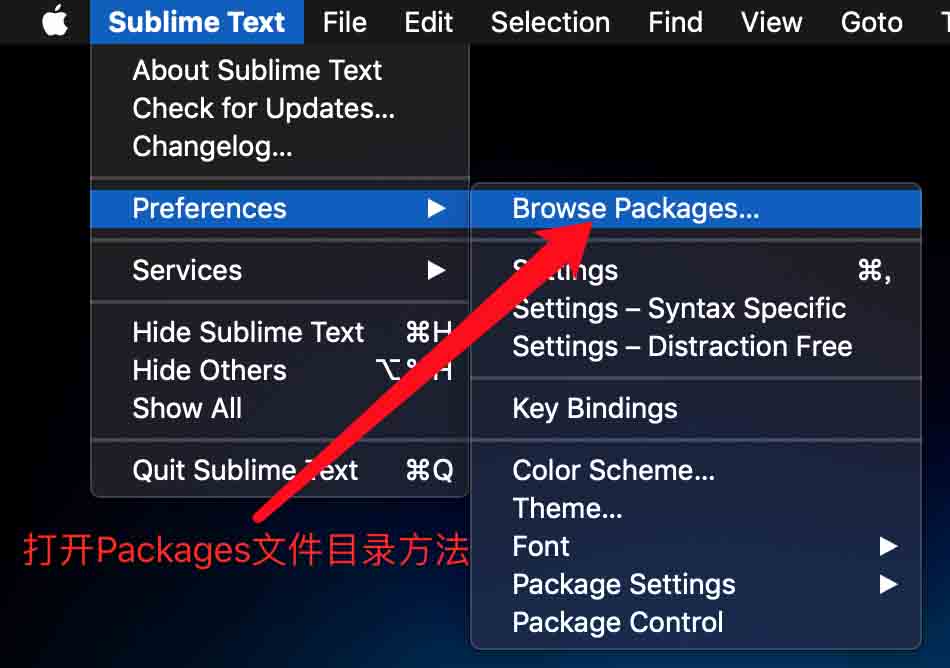 Sublime Text File Edit Selection Find View Goto
About Sublime Text
Check for Updates...
Changelog...
Preferences ▶
Services ▶
Hide Sublime Text ⌘H
Hide Others ⌥⌘H
Show All
Quit Sublime Text ⌘Q
Browse Packages...
Settings ⌘,
Settings – Syntax Specific
Settings – Distraction Free
Key Bindings
Color Scheme...
Theme...
Font ▶
Package Settings ▶
Package Control
打开Packages文件目录方法